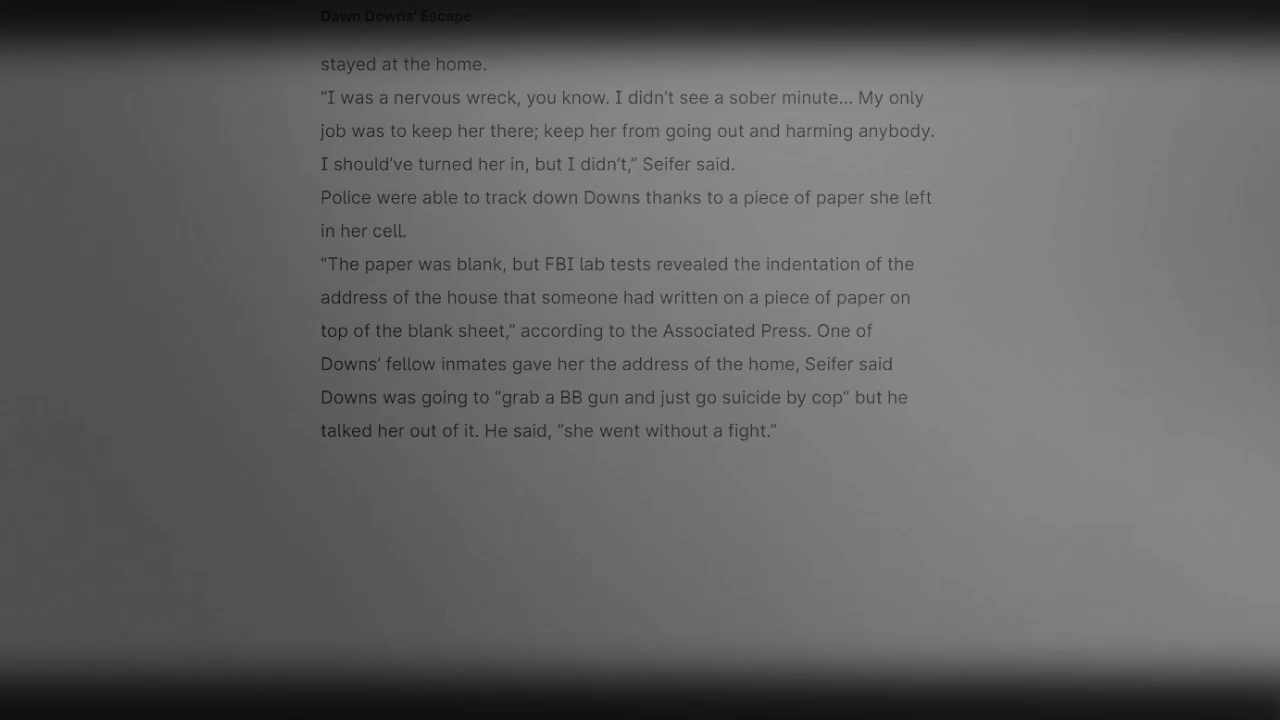 Dawn Downs' Escape
stayed at the home.
“I was a nervous wreck, you know. I didn’t see a sober minute... My only
job was to keep her there; keep her from going out and harming anybody.
I should’ve turned her in, but I didn’t,” Seifer said.
Police were able to track down Downs thanks to a piece of paper she left
in her cell.
“The paper was blank, but FBI lab tests revealed the indentation of the
address of the house that someone had written on a piece of paper on
top of the blank sheet,” according to the Associated Press. One of
Downs’ fellow inmates gave her the address of the home, Seifer said
Downs was going to “grab a BB gun and just go suicide by cop” but he
talked her out of it. He said, “she went without a fight.”